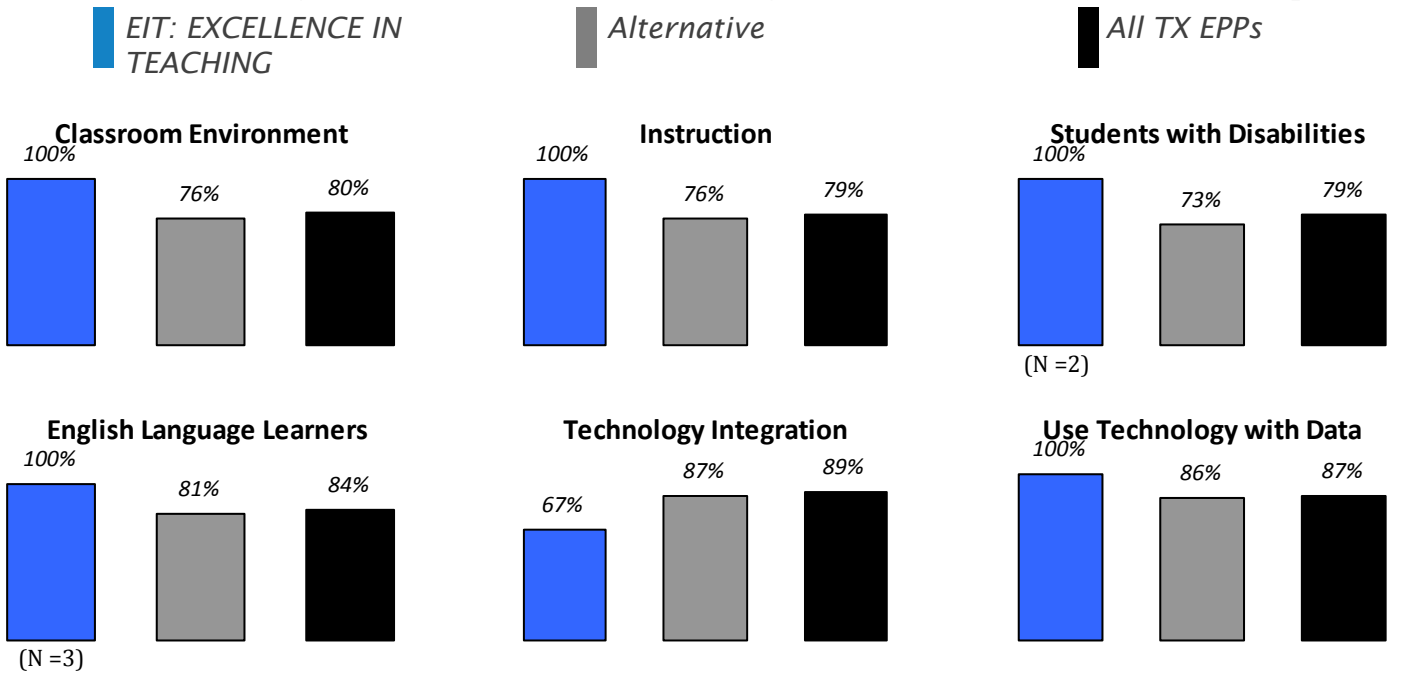 EIT: EXCELLENCE IN
TEACHING
Alternative
All TX EPPs
Classroom Environment
100%
76%
80%
Instruction
100%
76%
79%
Students with Disabilities
100%
73%
79%
(N =2)
English Language Learners
100%
81%
84%
(N =3)
Technology Integration
67%
87%
89%
Use Technology with Data
100%
86%
87%